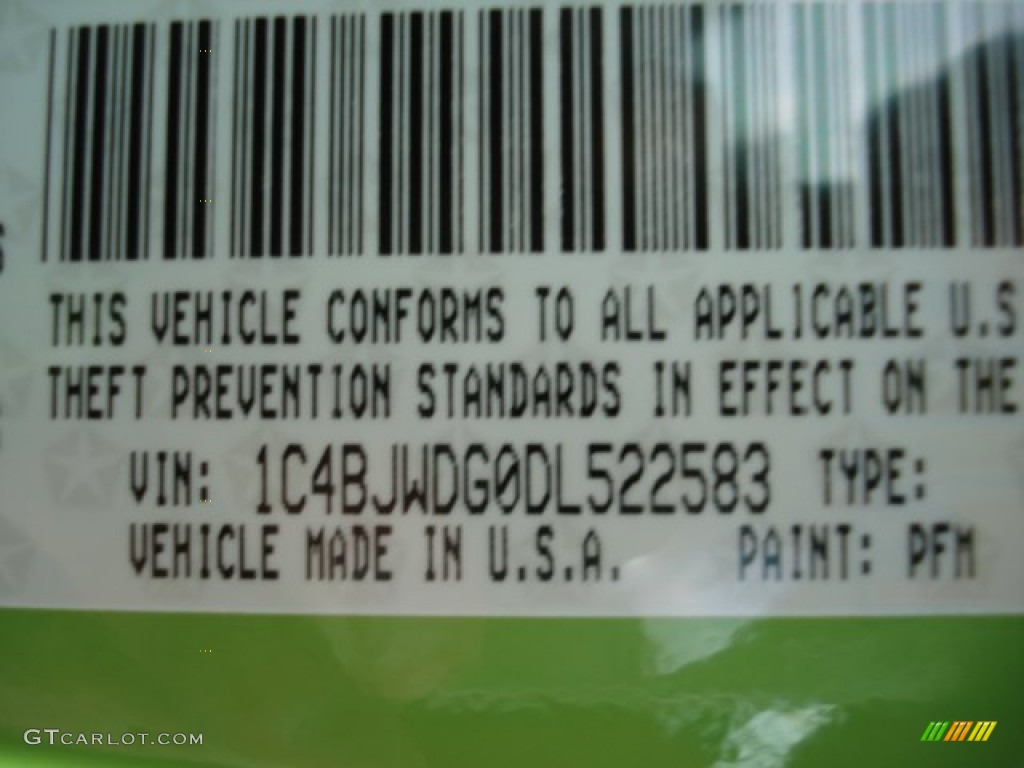 THIS VEHICLE CONFORMS TO ALL APPLICABLE U.S
THEFT PREVENTION STANDARDS IN EFFECT ON THE
VIN: 1C4BJWDG0DL522583 TYPE:
VEHICLE MADE IN U.S.A. PAINT: PFM
GTCARLOT.COM